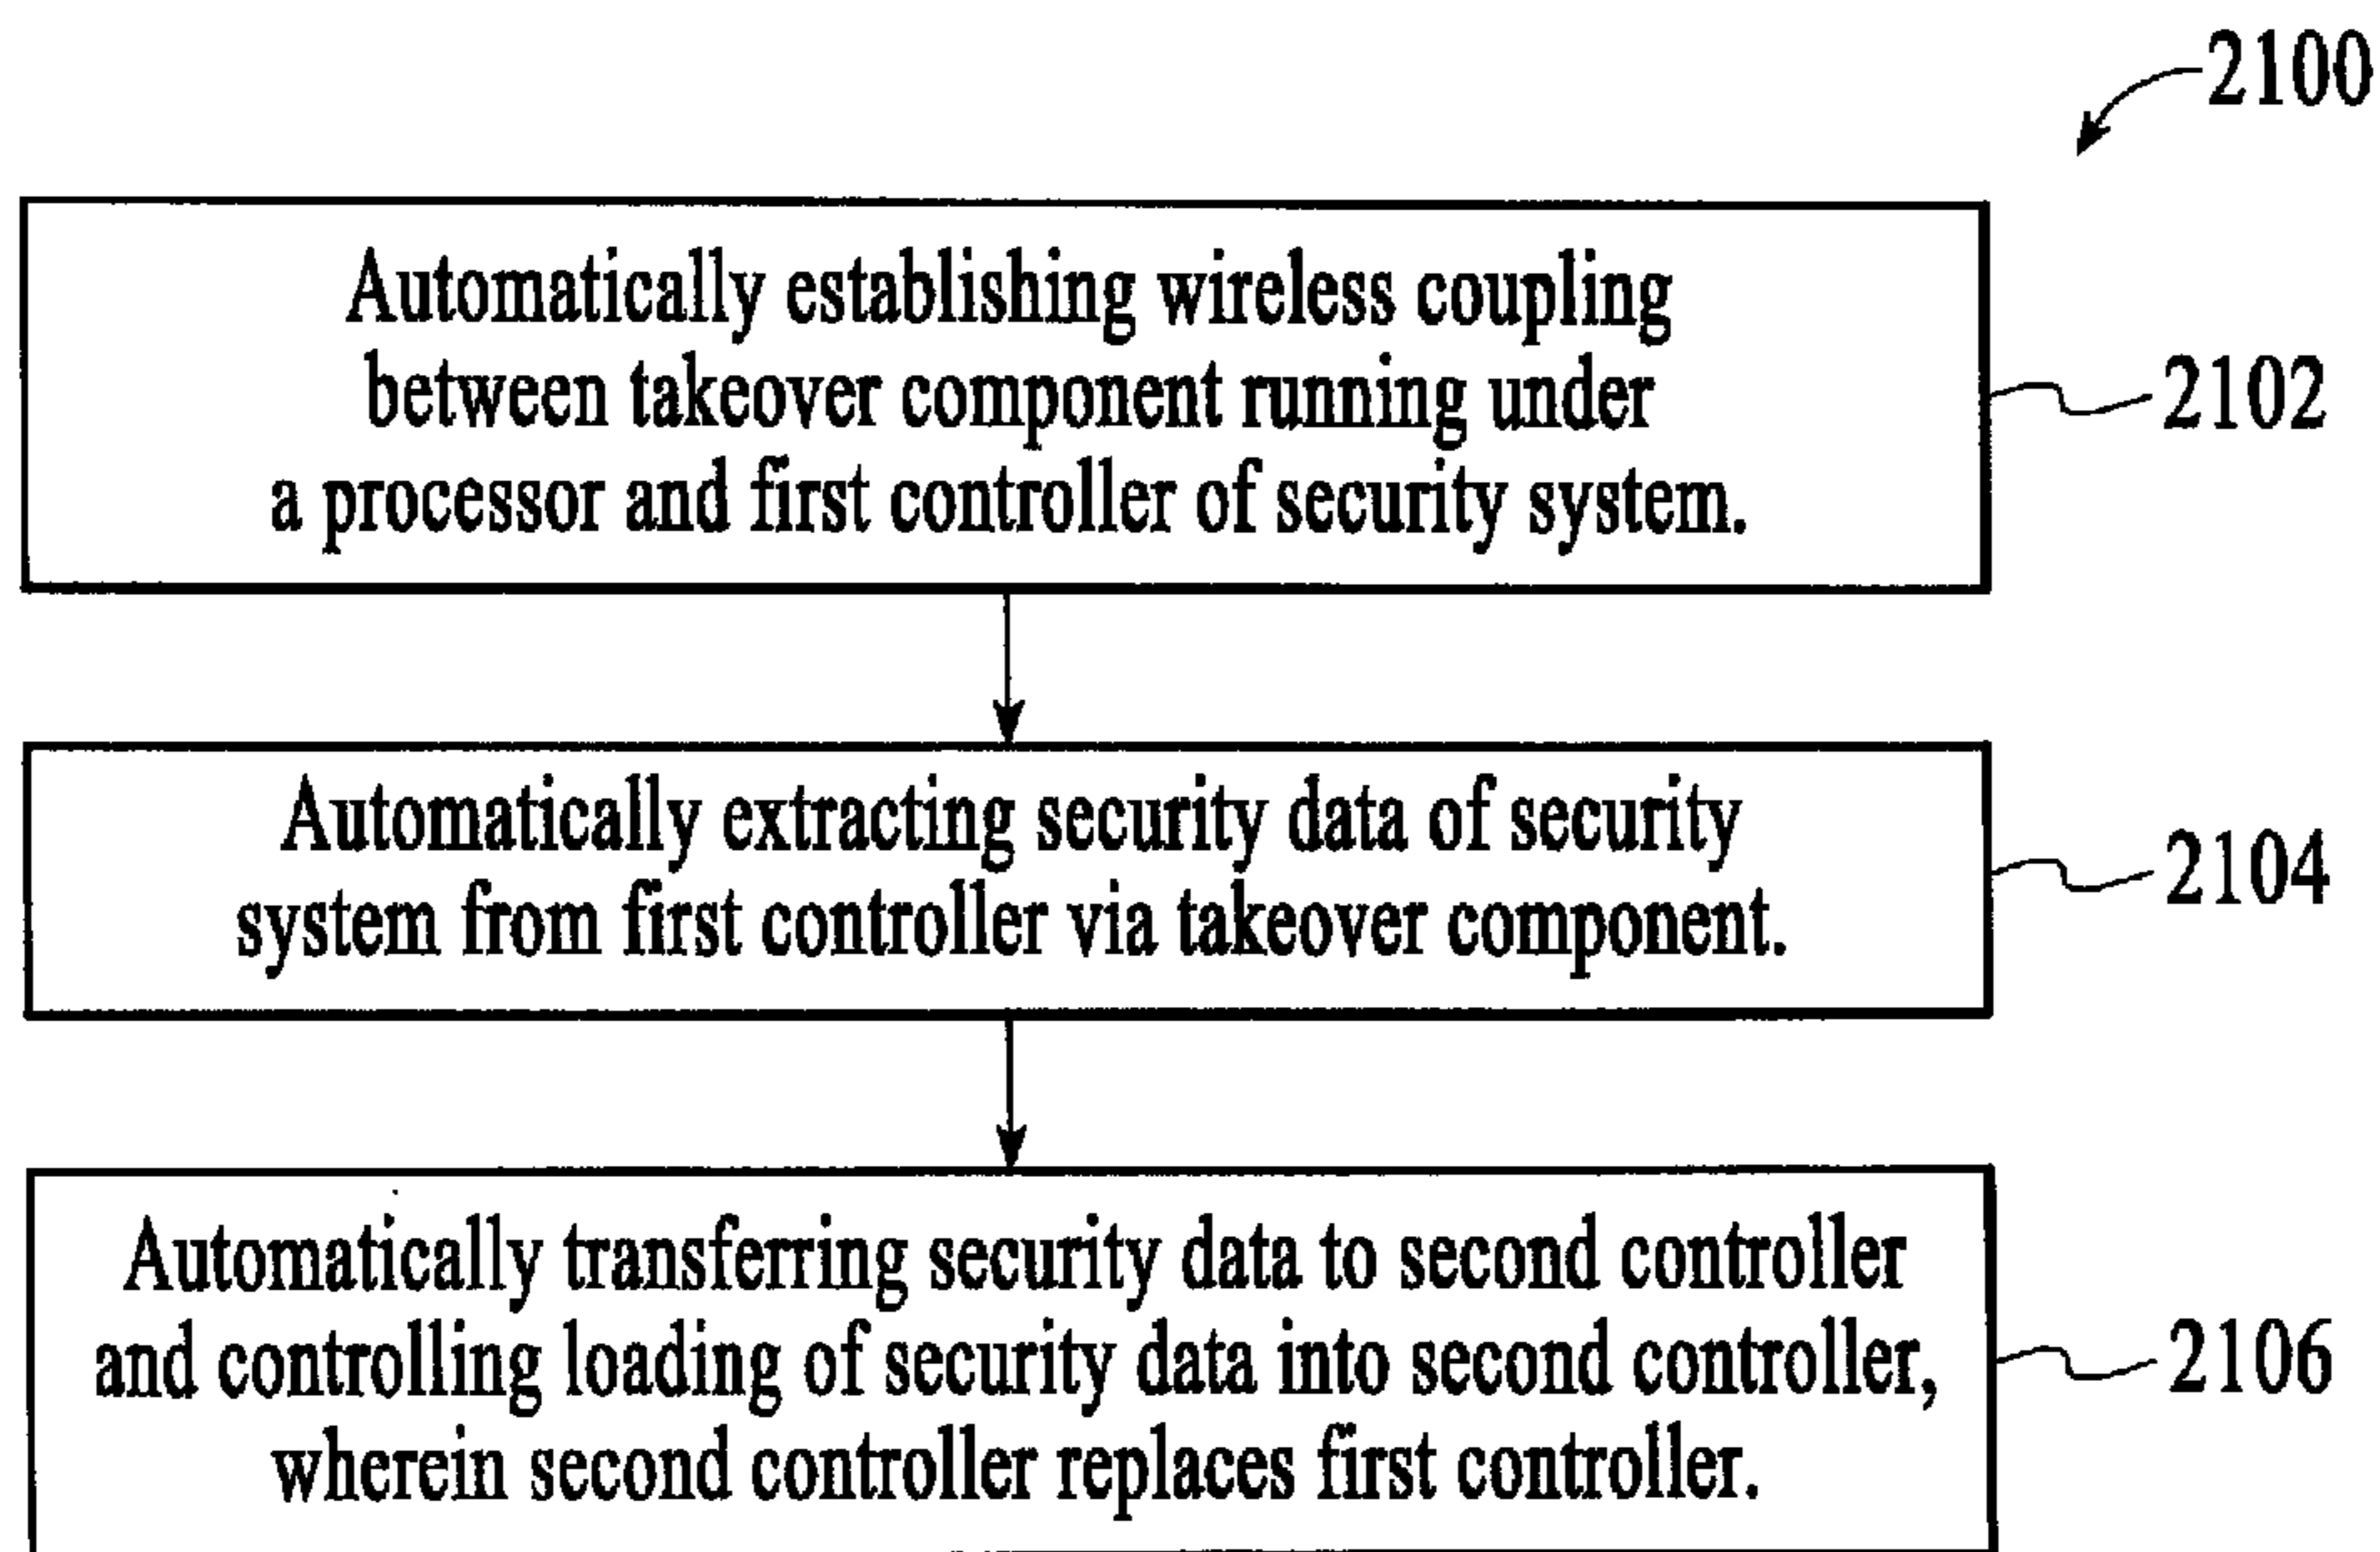 2100
Automatically establishing wireless coupling
between takeover component running under
a processor and first controller of security system.
2102
Automatically extracting security data of security
system from first controller via takeover component.
2104
Automatically transferring security data to second controller
and controlling loading of security data into second controller,
wherein second controller replaces first controller.
2106